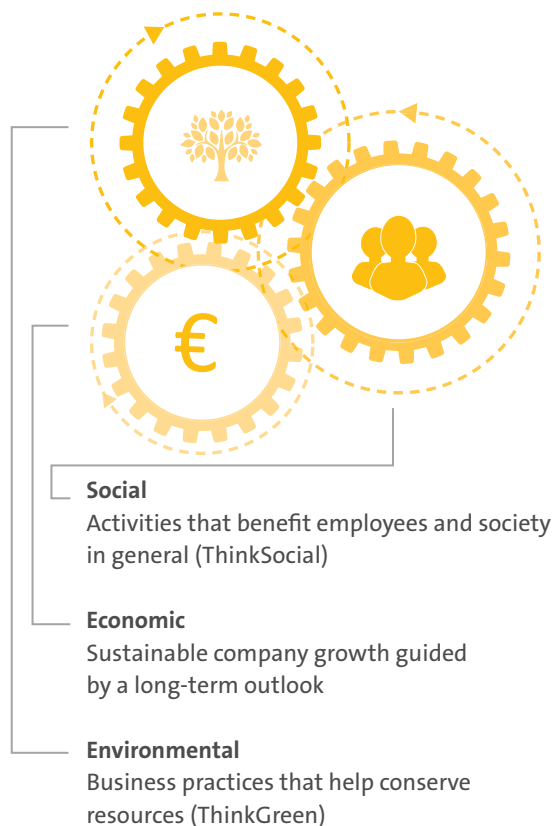 €
Social
Activities that benefit employees and society
in general (ThinkSocial)
Economic
Sustainable company growth guided
by a long-term outlook
Environmental
Business practices that help conserve
resources (ThinkGreen)